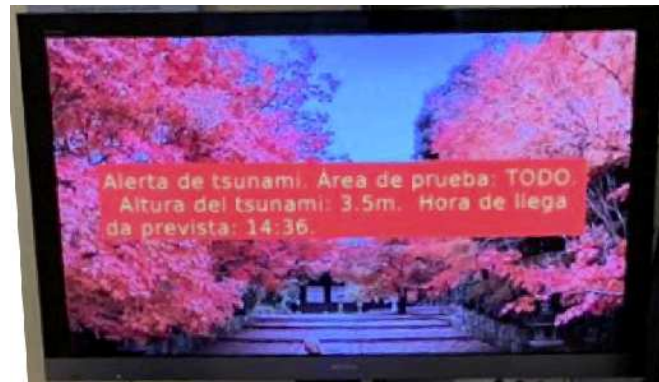 Alerta de tsunami. Área de prueba: TODO.
Altura del tsunami: 3.5m. Hora de llega
da prevista: 14:36.